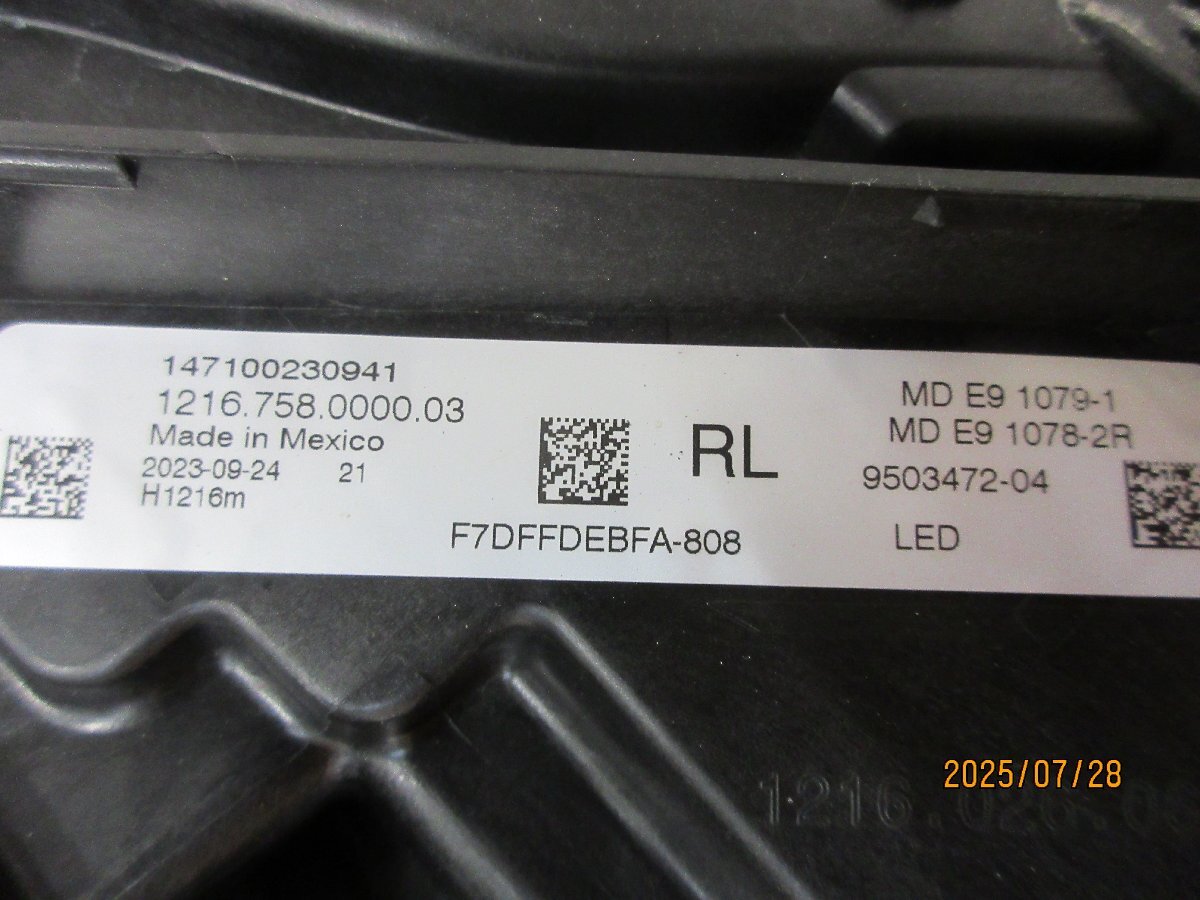 147100230941
1216.758.0000.03
Made in Mexico
2023-09-24 21
H1216m
F7DFFDEBFA-808
RL
MD E9 1079-1
MD E9 1078-2R
9503472-04
LED
2025/07/28